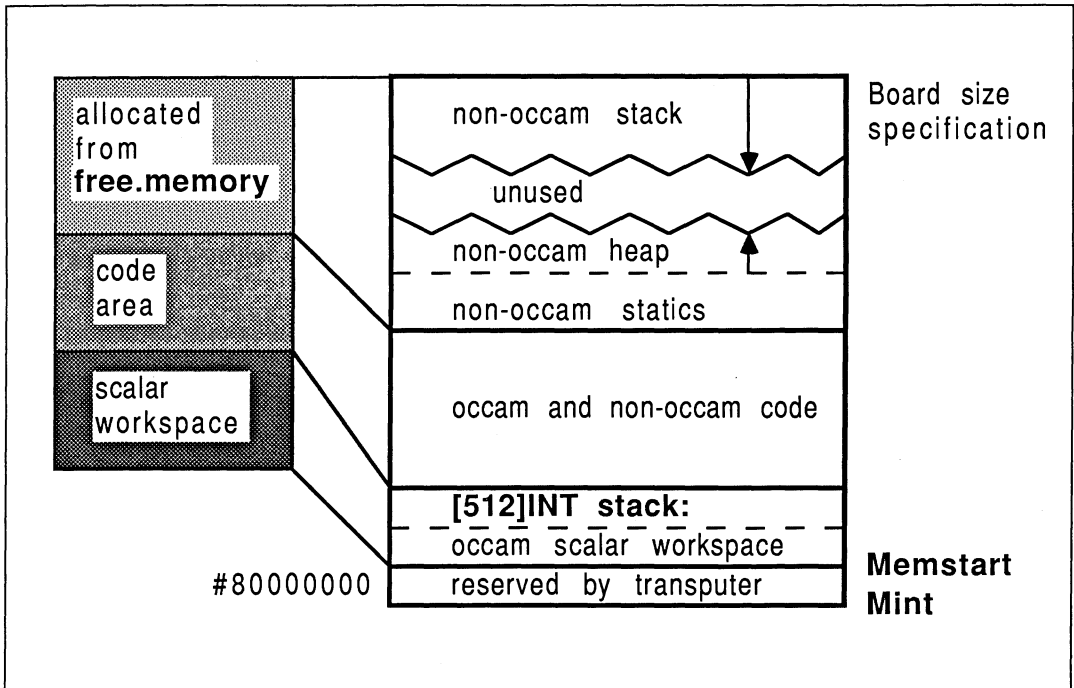 allocated
from
free.memory
code
area
scalar
workspace
#80000000
non-occam stack
unused
non-occam heap
non-occam statics
occam and non-occam code
[512]INT stack:
occam scalar workspace
reserved by transputer
Board size
specification
Memstart
Mint